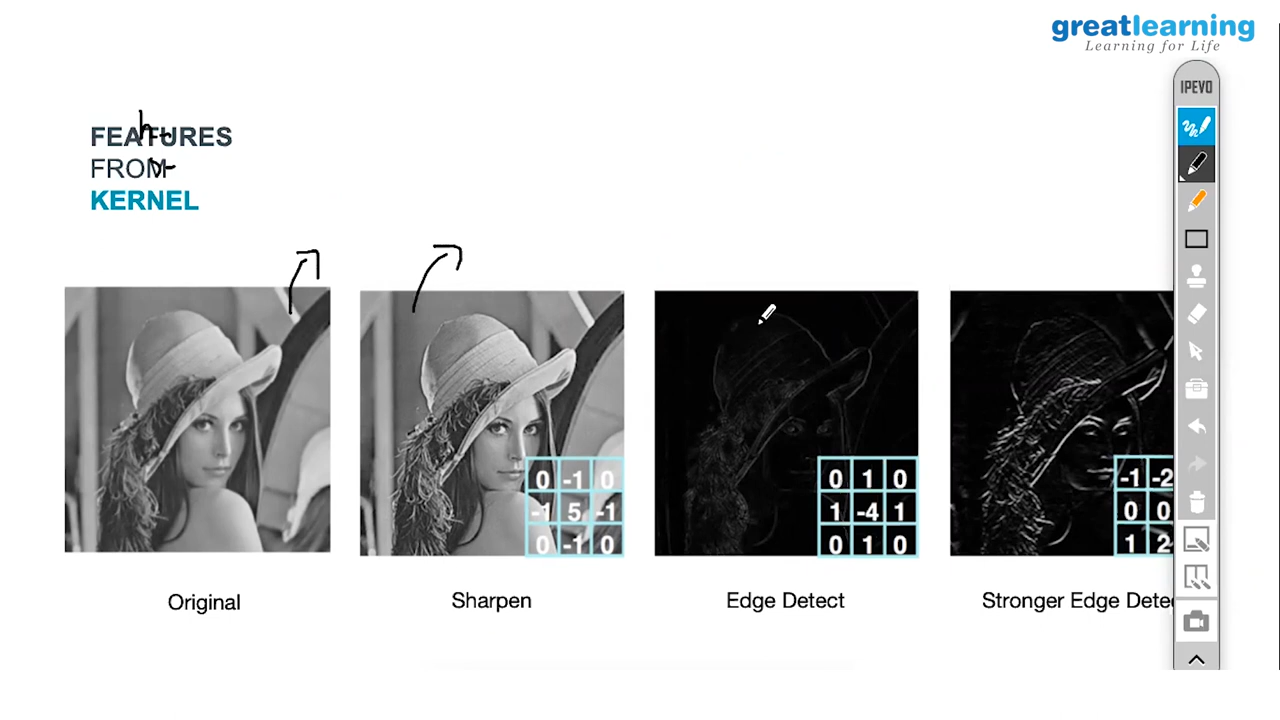 greatlearning
Learning for Life
IPEVO
h-
FEATURES
v-
FROM
KERNEL
0 -1 0
-1 5 -1
0 -1 0
0 1 0
1 -4 1
0 1 0
-1 -2
0 0
1 2
Original
Sharpen
Edge Detect
Stronger Edge Detec